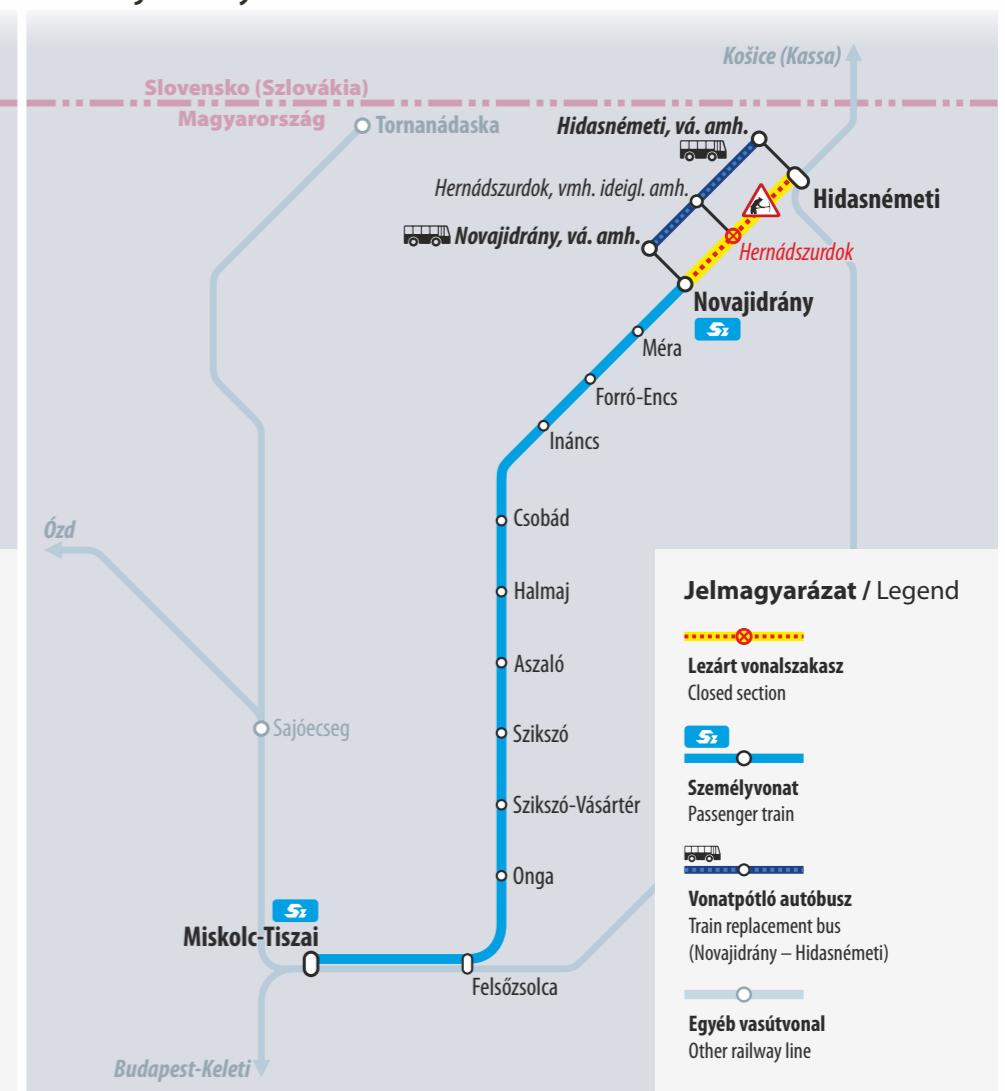 Košice (Kassa)
Slovensko (Szlovákia)
Magyarország
Tornanádaska
Hidasnémeti, vá. amh.
Hernádszurdok, vmh. ideigl. amh.
Hidasnémeti
Novajidrány, vá. amh.
Hernádszurdok
Novajidrány
Sz
Méra
Forró-Encs
Ináncs
Csobád
Ózd
Halmaj
Aszaló
Sajóecseg
Szikszó
Szikszó-Vásártér
Onga
Sz
Miskolc-Tiszai
Felsőzsolca
Budapest-Keleti
Jelmagyarázat / Legend
Lezárt vonalszakasz
Closed section
Sz
Személyvonat
Passenger train
Vonatpótló autóbusz
Train replacement bus
(Novajidrány – Hidasnémeti)
Egyéb vasútvonal
Other railway line